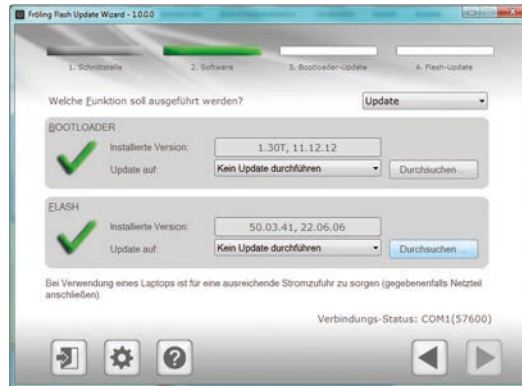 Fröling Flash Update Wizard - 1.0.0.0
1. Schnittstelle
2. Software
3. Bootloader-Update
4. Flash-Update
Welche Funktion soll ausgeführt werden?
Update
BOOTLOADER
Installierte Version:
1.30T, 11.12.12
Update auf:
Kein Update durchführen
Durchsuchen ...
FLASH
Installierte Version:
50.03.41, 22.06.06
Update auf:
Kein Update durchführen
Durchsuchen ...
Bei Verwendung eines Laptops ist für eine ausreichende Stromzufuhr zu sorgen (gegebenenfalls Netzteil
anschließen).
Verbindungs-Status: COM1(57600)